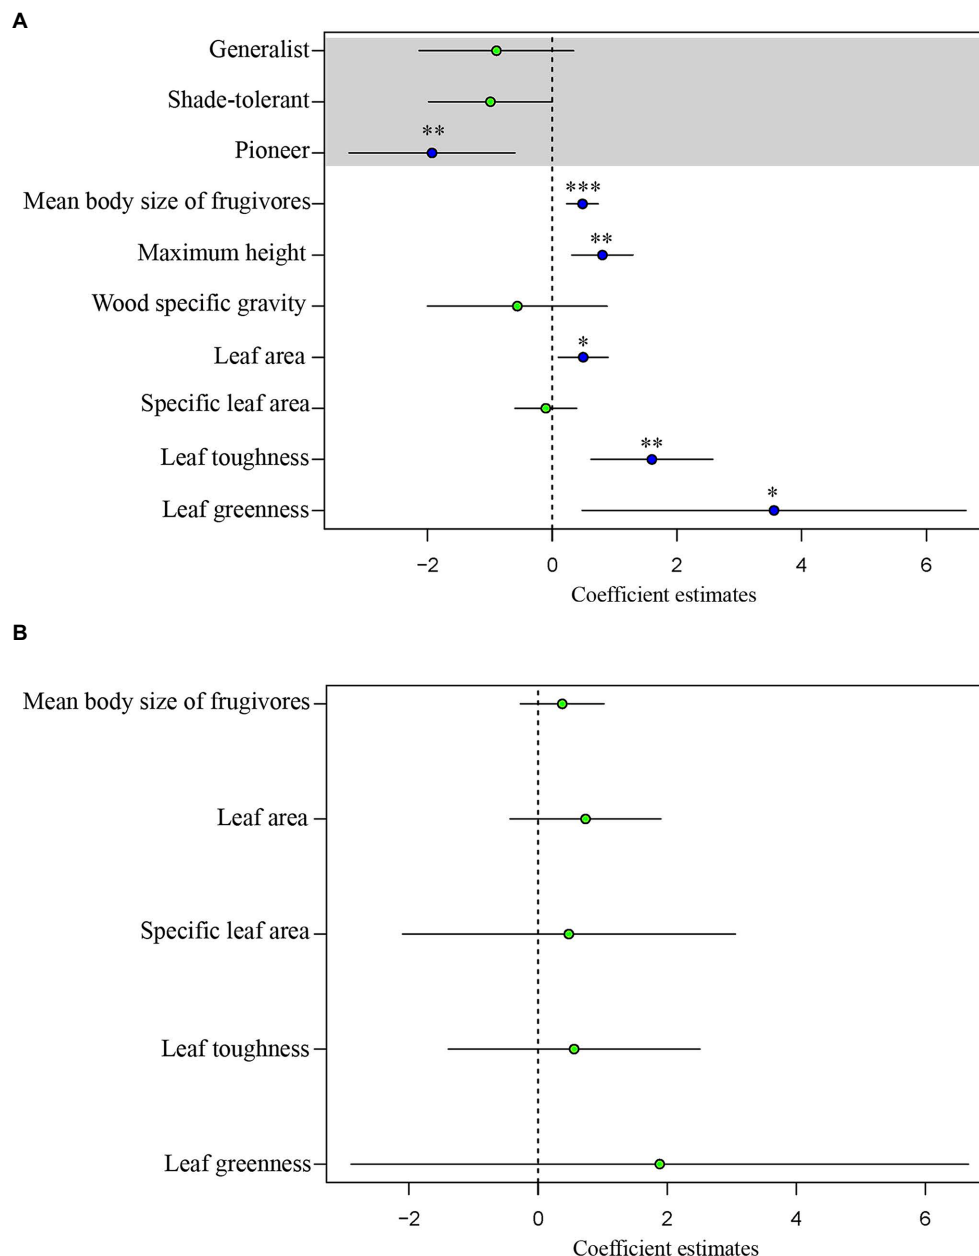 A
Generalist
Shade-tolerant
**
Pioneer
***
Mean body size of frugivores
**
Maximum height
Wood specific gravity
*
Leaf area
Specific leaf area
**
Leaf toughness
*
Leaf greenness
−2 0 2 4 6
Coefficient estimates
B
Mean body size of frugivores
Leaf area
Specific leaf area
Leaf toughness
Leaf greenness
−2 0 2 4 6
Coefficient estimates